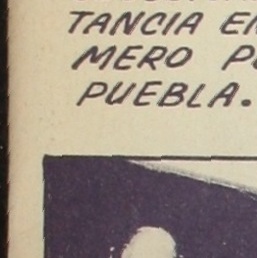 TANCIA EN
MERO P
PUEBLA.